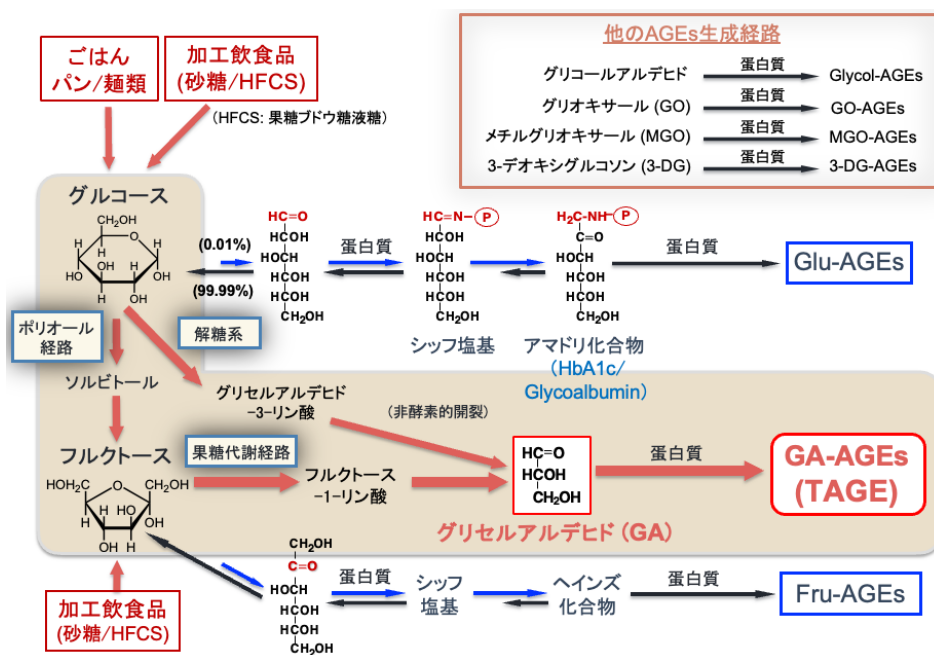 ごはん
パン/麺類
加工飲食品
(砂糖/HFCS)
(HFCS: 果糖ブドウ糖液糖)
他のAGEs生成経路
グリコールアルデヒド 蛋白質 Glycol-AGEs
グリオキサール (GO) 蛋白質 GO-AGEs
メチルグリオキサール (MGO) 蛋白質 MGO-AGEs
3-デオキシグルコソン (3-DG) 蛋白質 3-DG-AGEs
グルコース
CH₂OH
O
H
H
H
H
OH
H
HO
OH
H
OH
(0.01%)
(99.99%)
HC=O
HCOH
HOCH
HCOH
HCOH
CH₂OH
蛋白質
HC=N-P
HCOH
HOCH
HCOH
HCOH
CH₂OH
シッフ塩基
H₂C-NH-P
C=O
HOCH
HCOH
HCOH
CH₂OH
アマドリ化合物
(HbA1c/
Glycoalbumin)
蛋白質
Glu-AGEs
ポリオール
経路
解糖系
ソルビトール
グリセルアルデヒド
-3-リン酸
(非酵素的開裂)
フルクトース
果糖代謝経路
HOH₂C
O
CH₂OH
H
HO
H
OH
OH
H
フルクトース
-1-リン酸
HC=O
HCOH
CH₂OH
グリセルアルデヒド (GA)
蛋白質
GA-AGEs
(TAGE)
加工飲食品
(砂糖/HFCS)
CH₂OH
C=O
HOCH
HCOH
HCOH
CH₂OH
蛋白質
シッフ
塩基
ヘインズ
化合物
蛋白質
Fru-AGEs